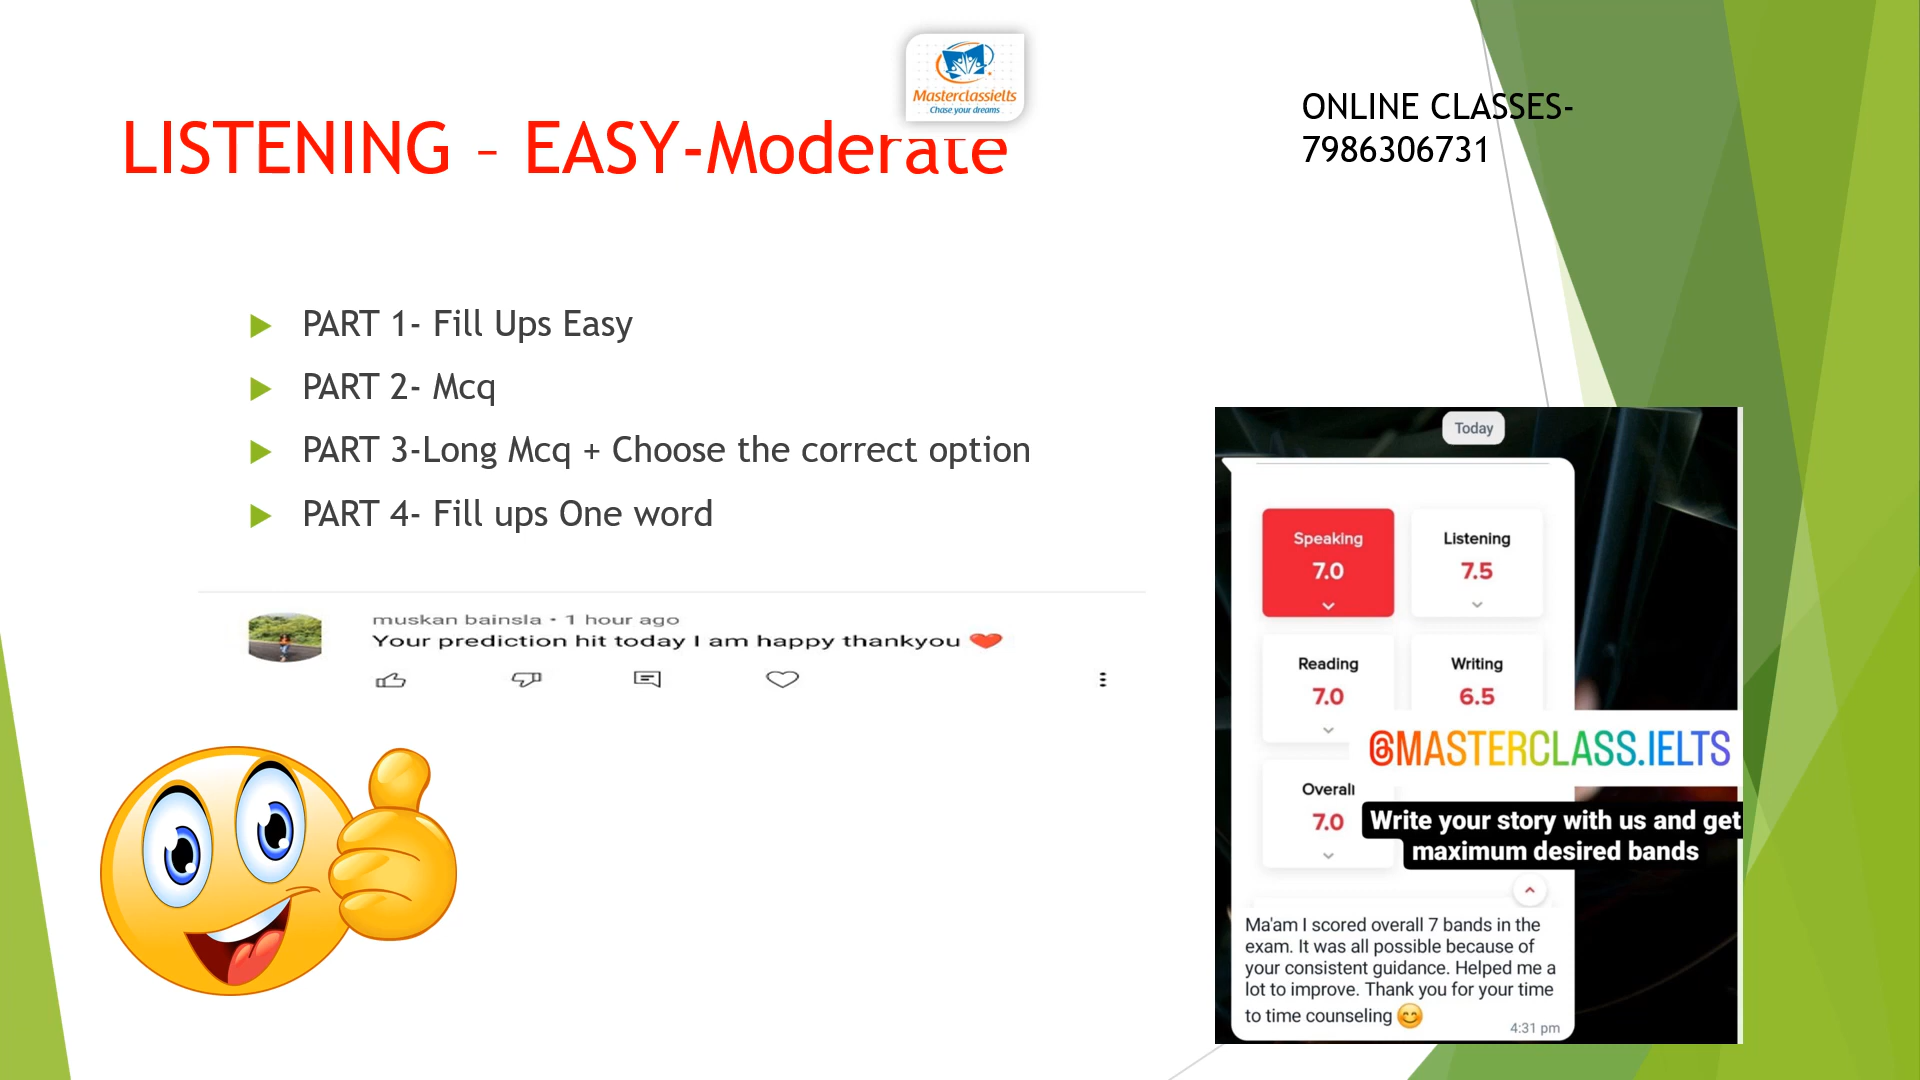 Masterclassielts
Chase your dreams
LISTENING – EASY-Moderate
ONLINE CLASSES-
7986306731
PART 1- Fill Ups Easy
PART 2- Mcq
PART 3-Long Mcq + Choose the correct option
PART 4- Fill ups One word
muskan bainsla • 1 hour ago
Your prediction hit today I am happy thankyou ❤️
Today
Speaking
7.0
Listening
7.5
Reading
7.0
Writing
6.5
@MASTERCLASS.IELTS
Overall
7.0
Write your story with us and get
maximum desired bands
Ma'am I scored overall 7 bands in the
exam. It was all possible because of
your consistent guidance. Helped me a
lot to improve. Thank you for your time
to time counseling 😊
4:31 pm